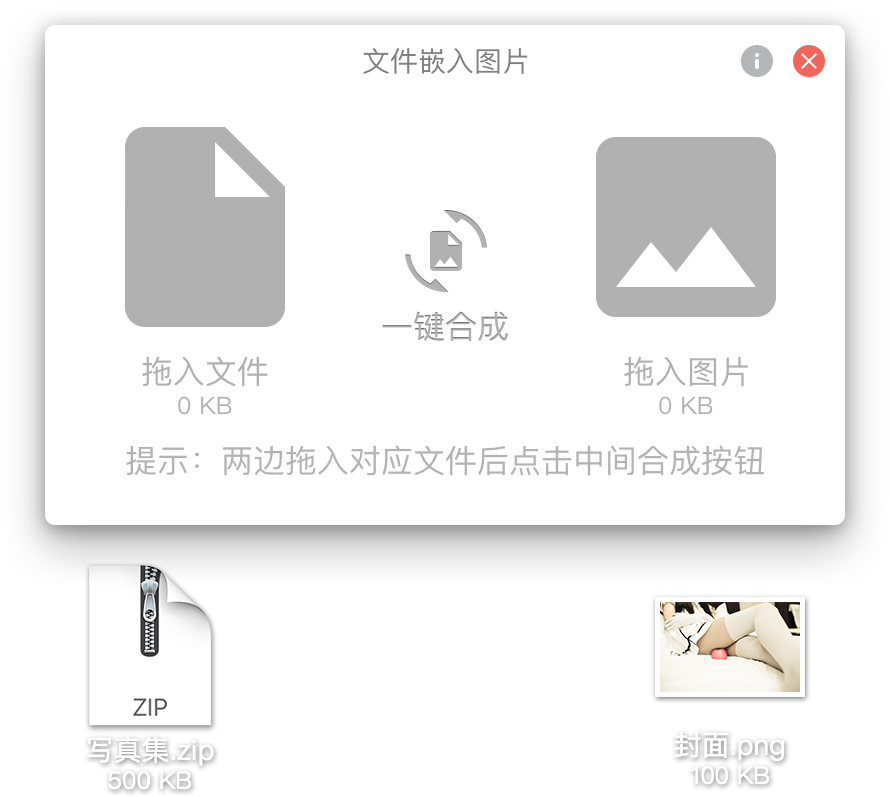 文件嵌入图片
一键合成
拖入文件
0 KB
拖入图片
0 KB
提示：两边拖入对应文件后点击中间合成按钮
ZIP
写真集.zip
500 KB
封面.png
100 KB